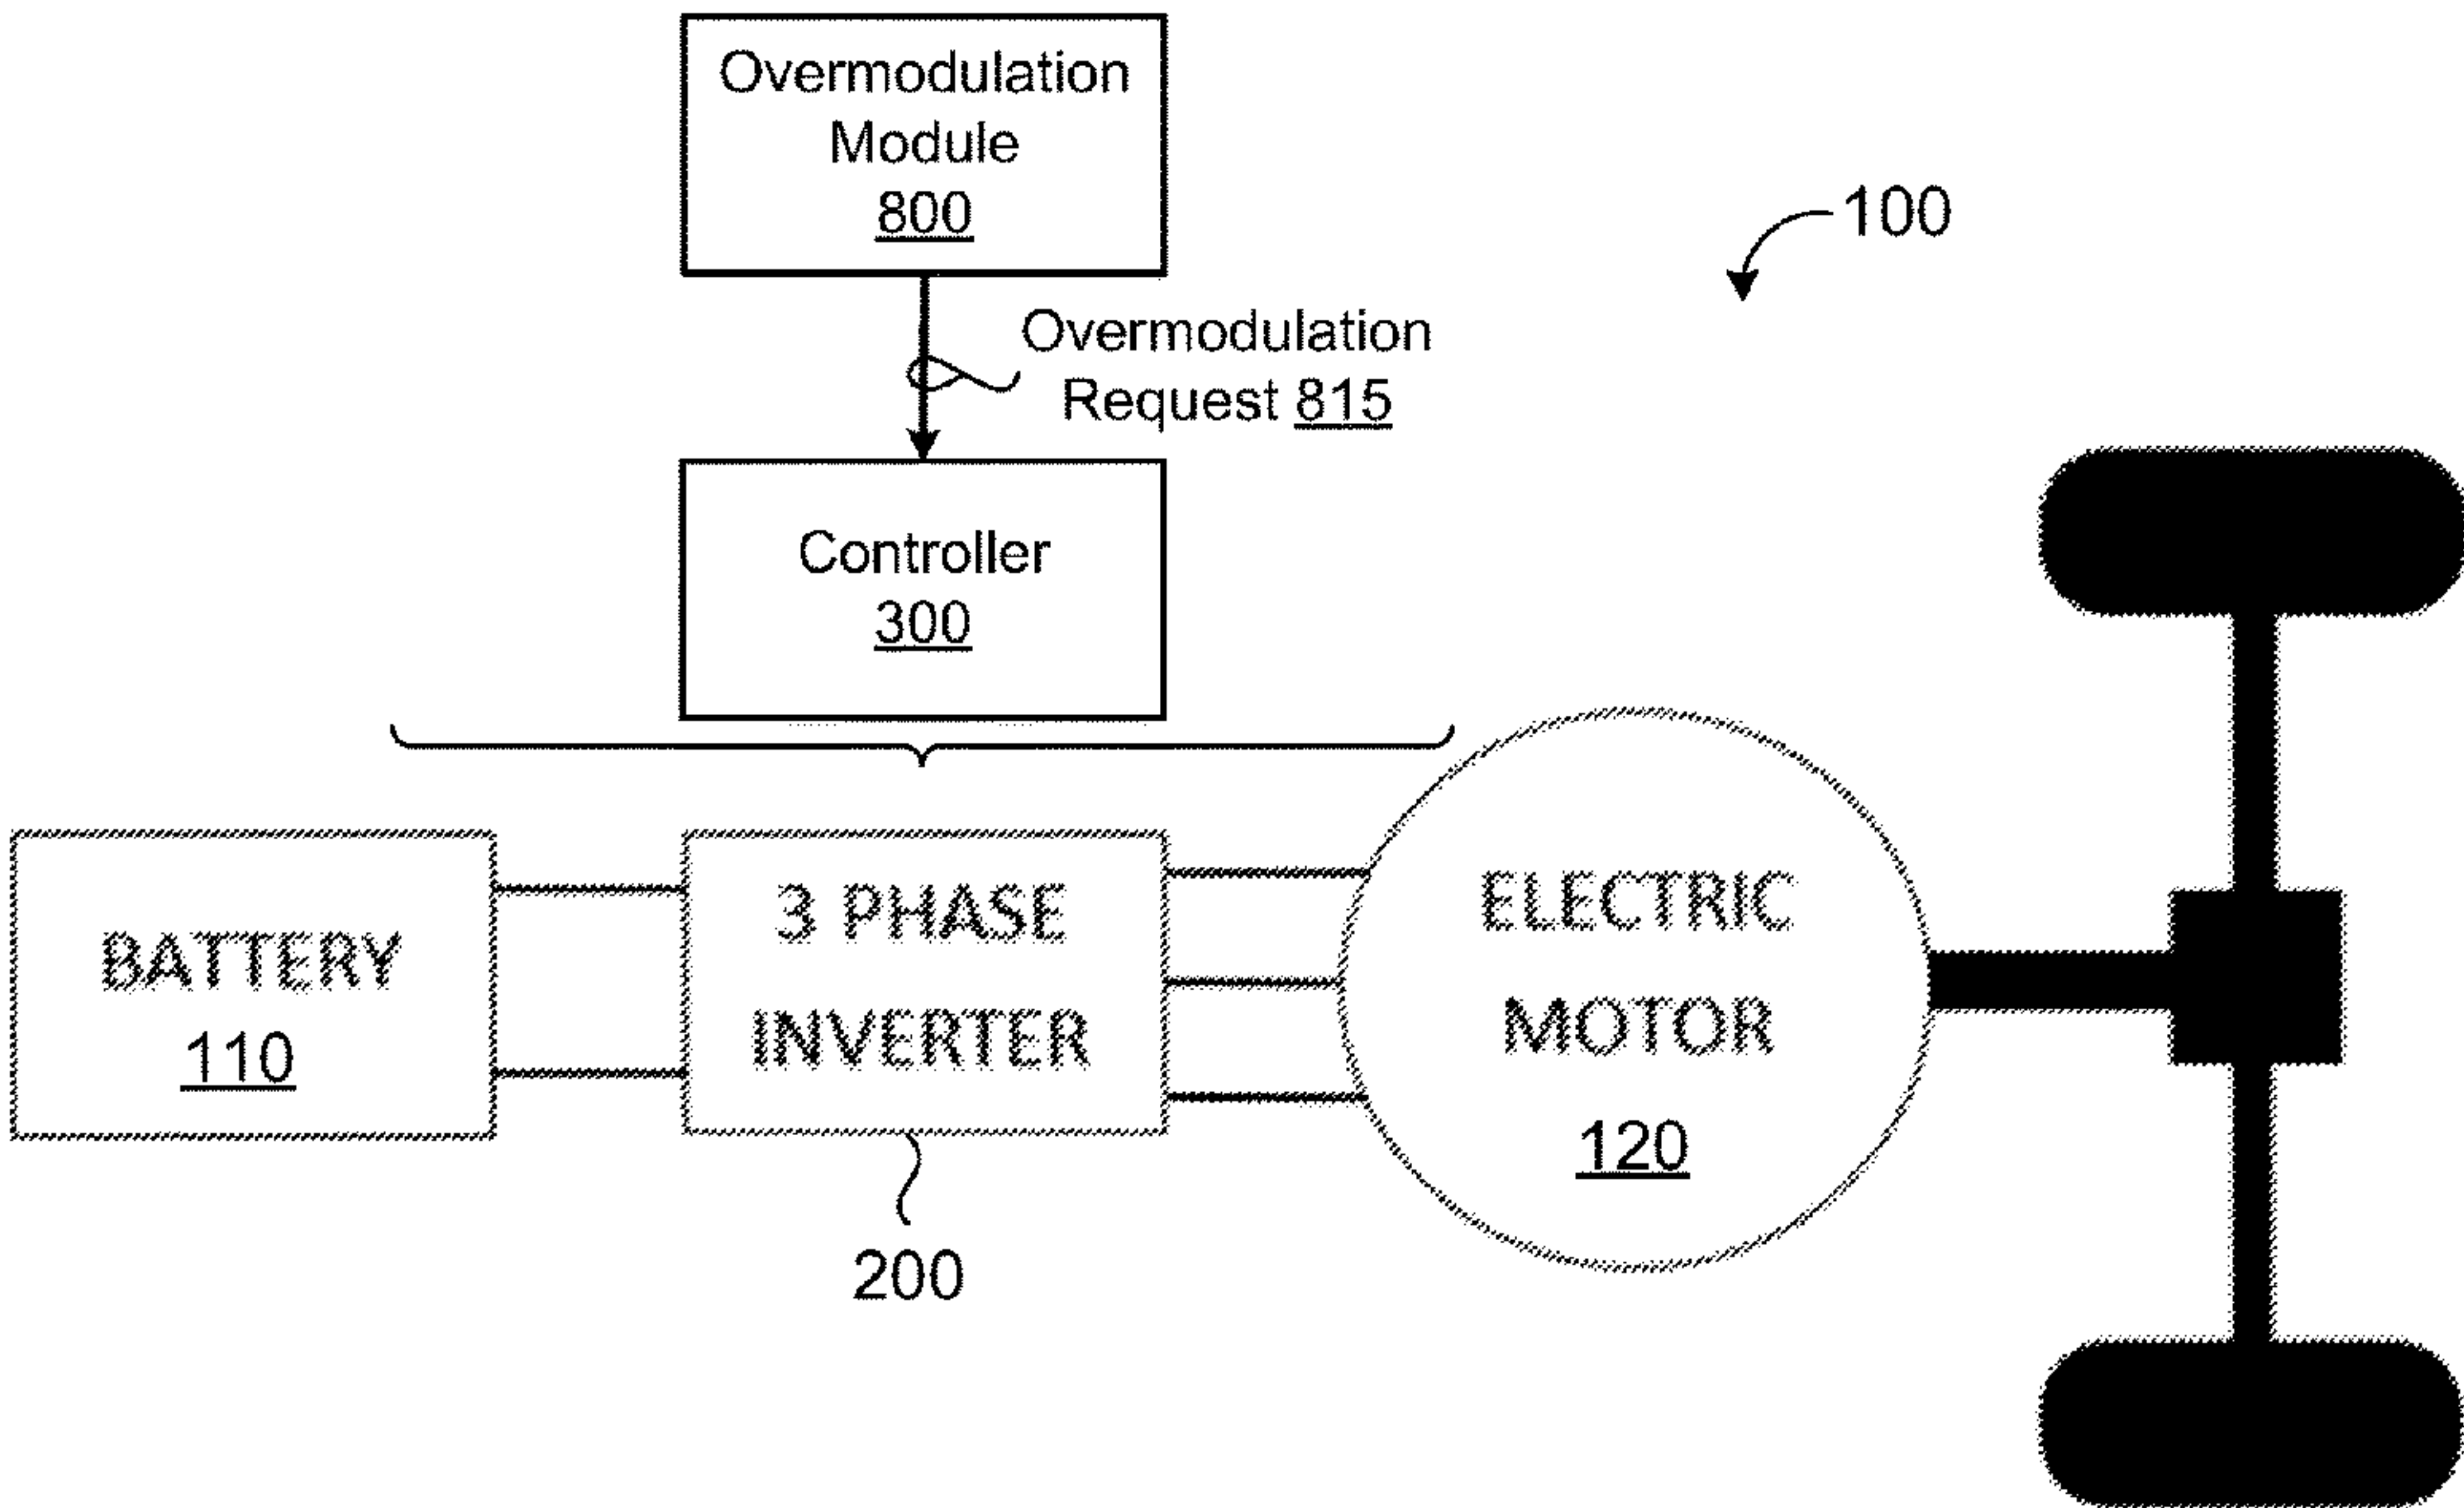 Overmodulation
Module
800
100
Overmodulation
Request 815
Controller
300
BATTERY
110
3 PHASE
INVERTER
200
ELECTRIC
MOTOR
120